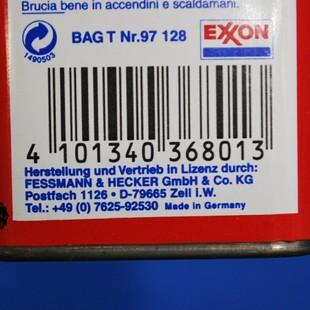 Brucia bene in accendini e scaldamani.
1490503
BAG T Nr.97 128
EXXON
4 101340 368013
Herstellung und Vertrieb in Lizenz durch:
FESSMANN & HECKER GmbH & Co. KG
Postfach 1126 • D-79665 Zell i.W.
Tel.: +49 (0) 7625-92530 Made in Germany